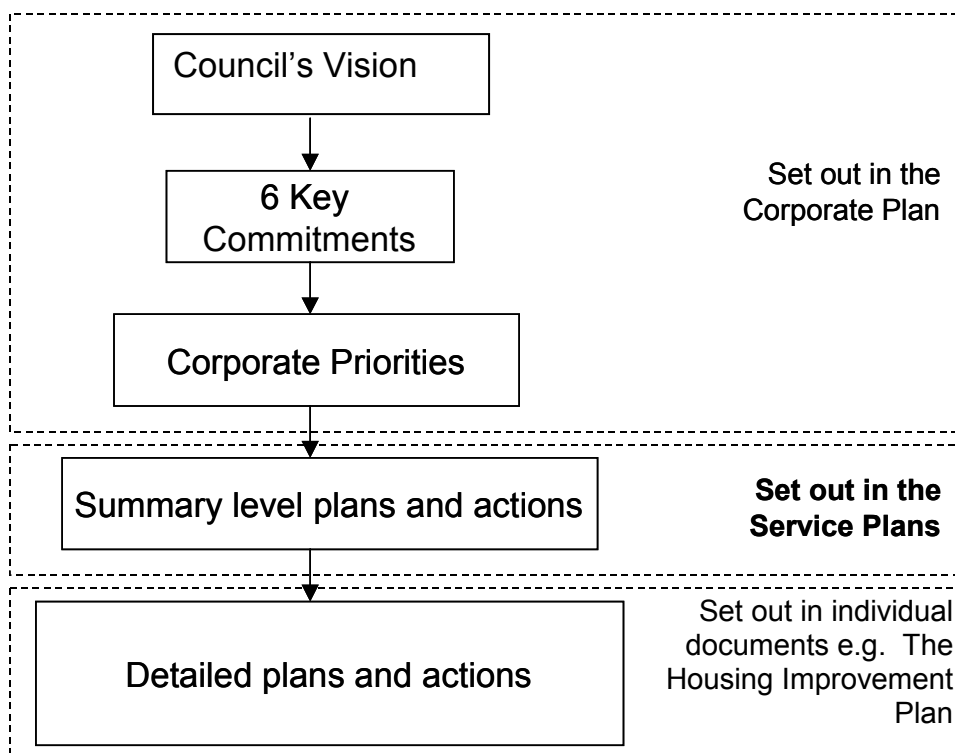 Council’s Vision
6 Key
Commitments
Set out in the
Corporate Plan
Corporate Priorities
Summary level plans and actions
Set out in the
Service Plans
Detailed plans and actions
Set out in individual
documents e.g.  The
Housing Improvement
Plan